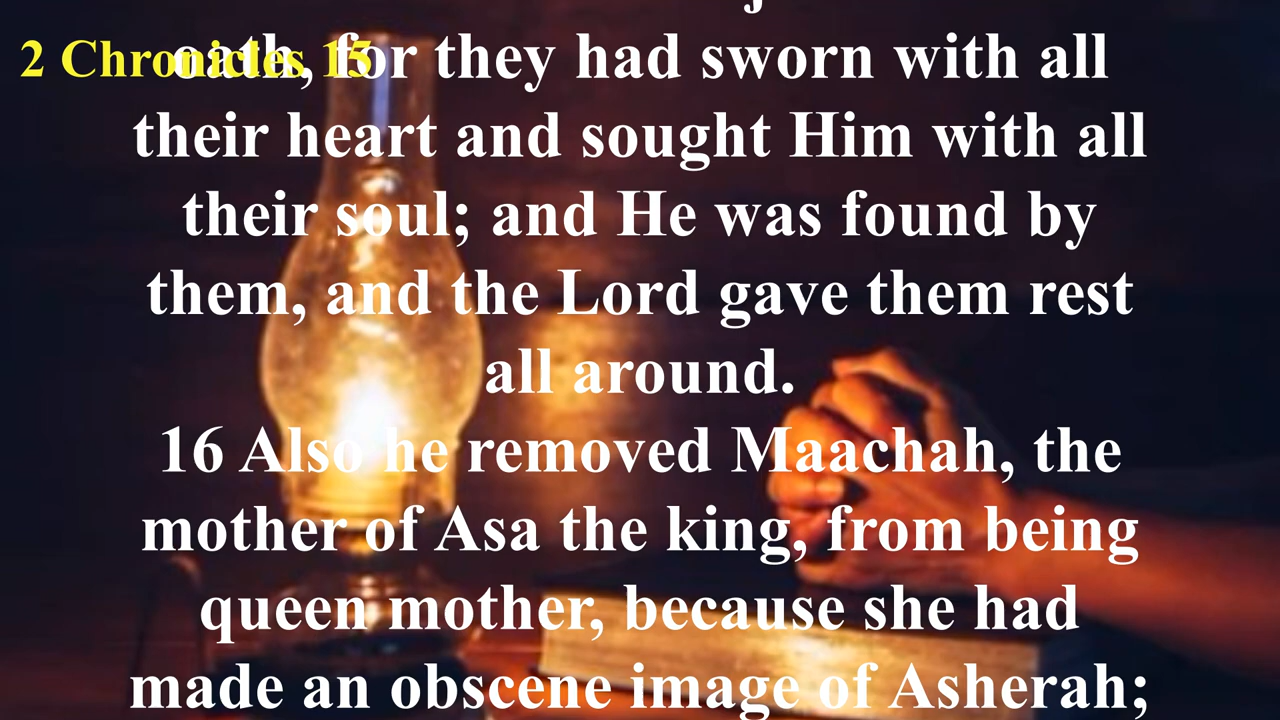 2 Chronicles 15
oath, for they had sworn with all
their heart and sought Him with all
their soul; and He was found by
them, and the Lord gave them rest
all around.
16 Also he removed Maachah, the
mother of Asa the king, from being
queen mother, because she had
made an obscene image of Asherah;